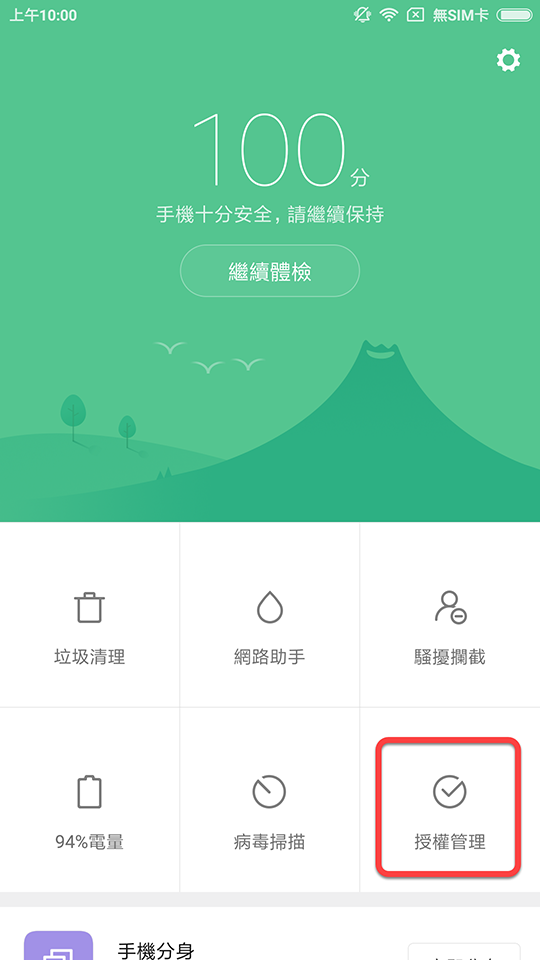 上午10:00 無SIM卡
100分
手機十分安全，請繼續保持
繼續體檢
垃圾清理 網路助手 騷擾攔截
94%電量 病毒掃描 授權管理
手機分身